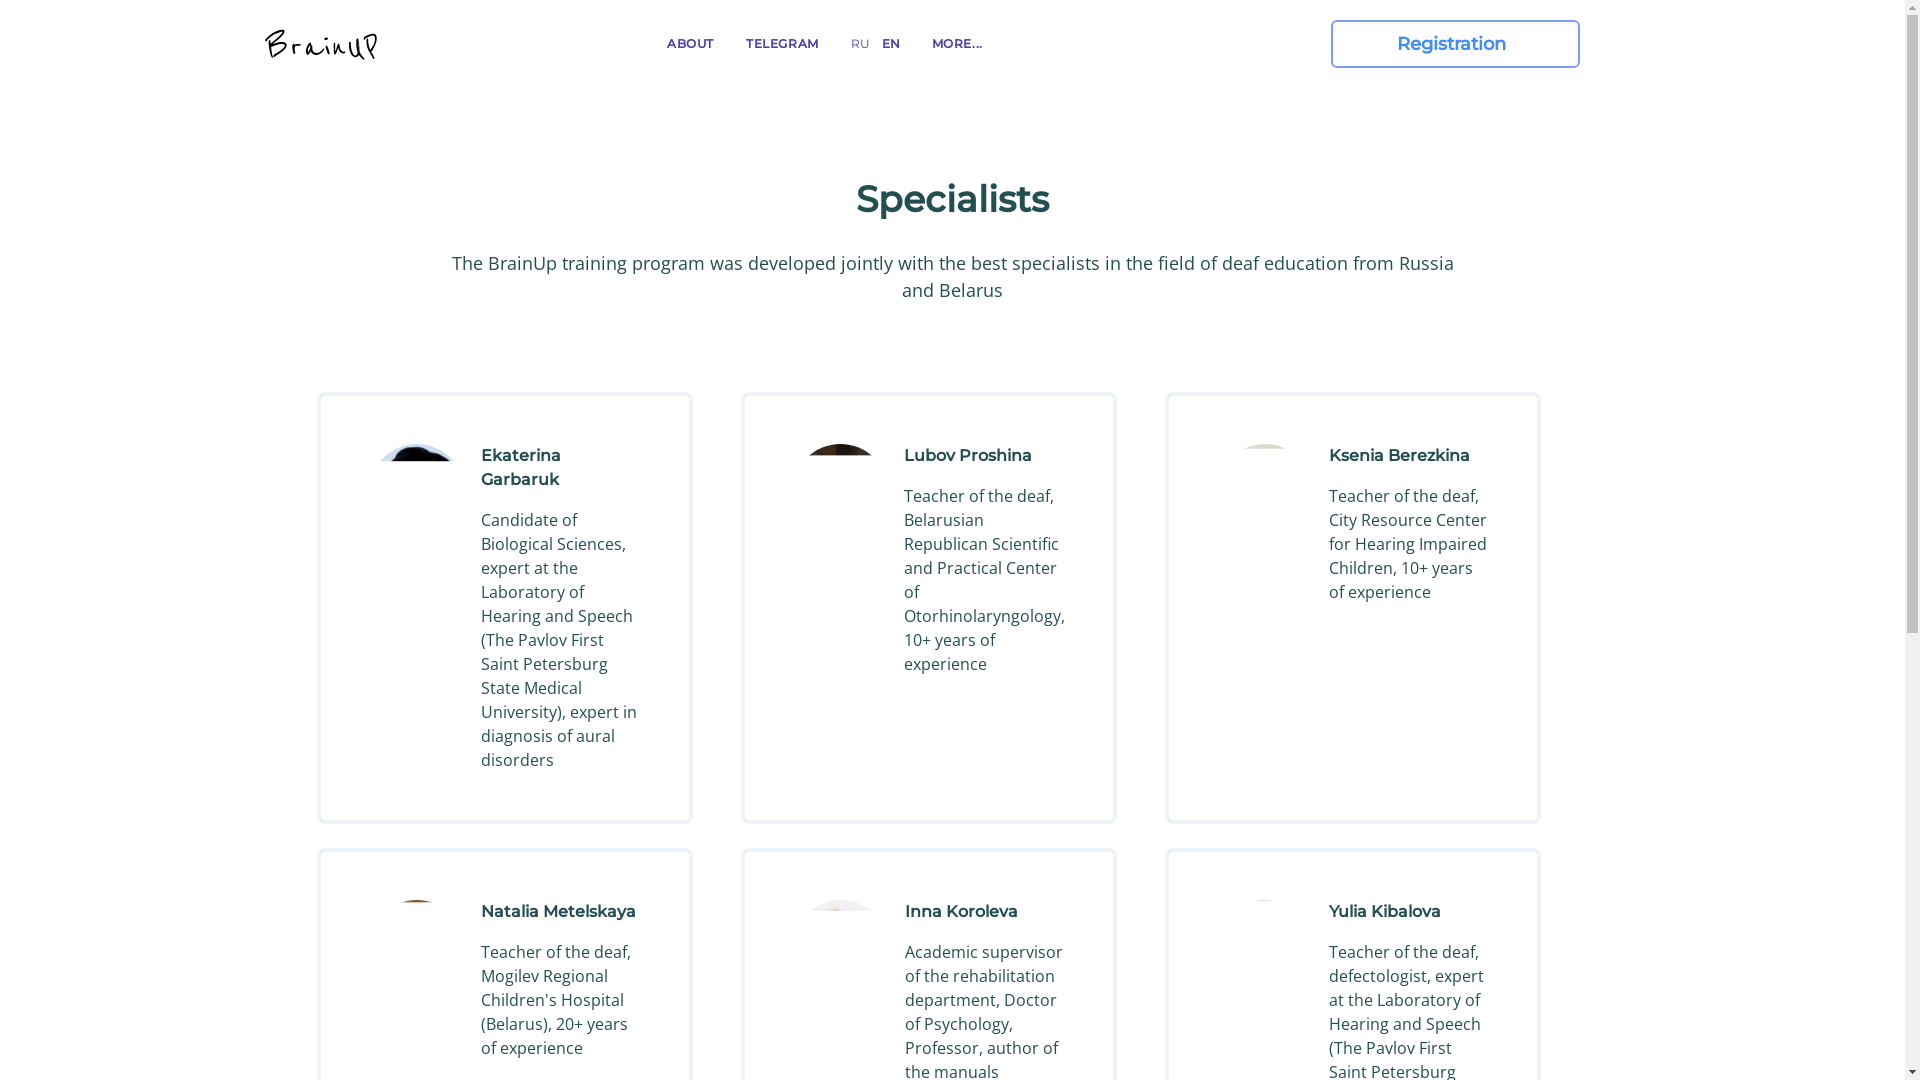 BrainUP
ABOUT
TELEGRAM
RU
EN
MORE...
Registration
Specialists
The BrainUp training program was developed jointly with the best specialists in the field of deaf education from Russia
and Belarus
Ekaterina
Garbaruk
Candidate of
Biological Sciences,
expert at the
Laboratory of
Hearing and Speech
(The Pavlov First
Saint Petersburg
State Medical
University), expert in
diagnosis of aural
disorders
Lubov Proshina
Teacher of the deaf,
Belarusian
Republican Scientific
and Practical Center
of
Otorhinolaryngology,
10+ years of
experience
Ksenia Berezkina
Teacher of the deaf,
City Resource Center
for Hearing Impaired
Children, 10+ years
of experience
Natalia Metelskaya
Teacher of the deaf,
Mogilev Regional
Children's Hospital
(Belarus), 20+ years
of experience
Inna Koroleva
Academic supervisor
of the rehabilitation
department, Doctor
of Psychology,
Professor, author of
the manuals
Yulia Kibalova
Teacher of the deaf,
defectologist, expert
at the Laboratory of
Hearing and Speech
(The Pavlov First
Saint Petersburg